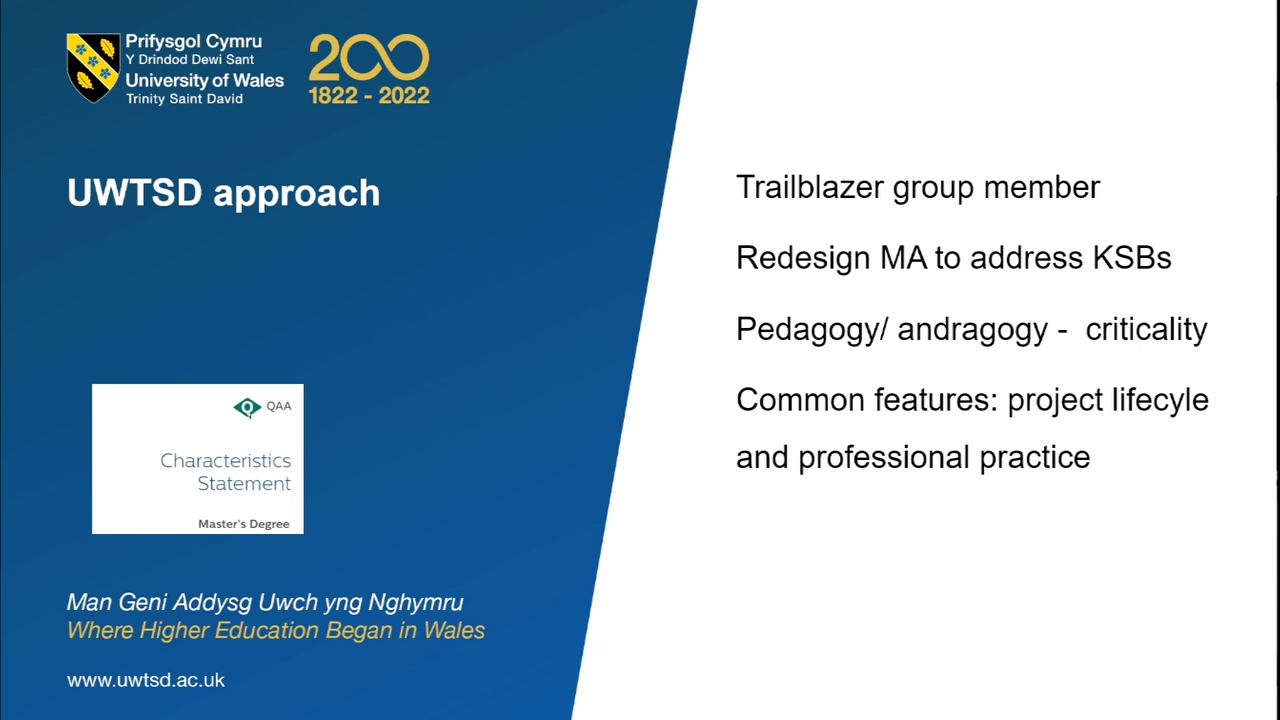 Prifysgol Cymru
Y Drindod Dewi Sant
University of Wales
Trinity Saint David
200
1822 - 2022
UWTSD approach
QAA
Characteristics
Statement
Master's Degree
Man Geni Addysg Uwch yng Nghymru
Where Higher Education Began in Wales
www.uwtsd.ac.uk
Trailblazer group member
Redesign MA to address KSBs
Pedagogy/ andragogy -  criticality
Common features: project lifecyle
and professional practice